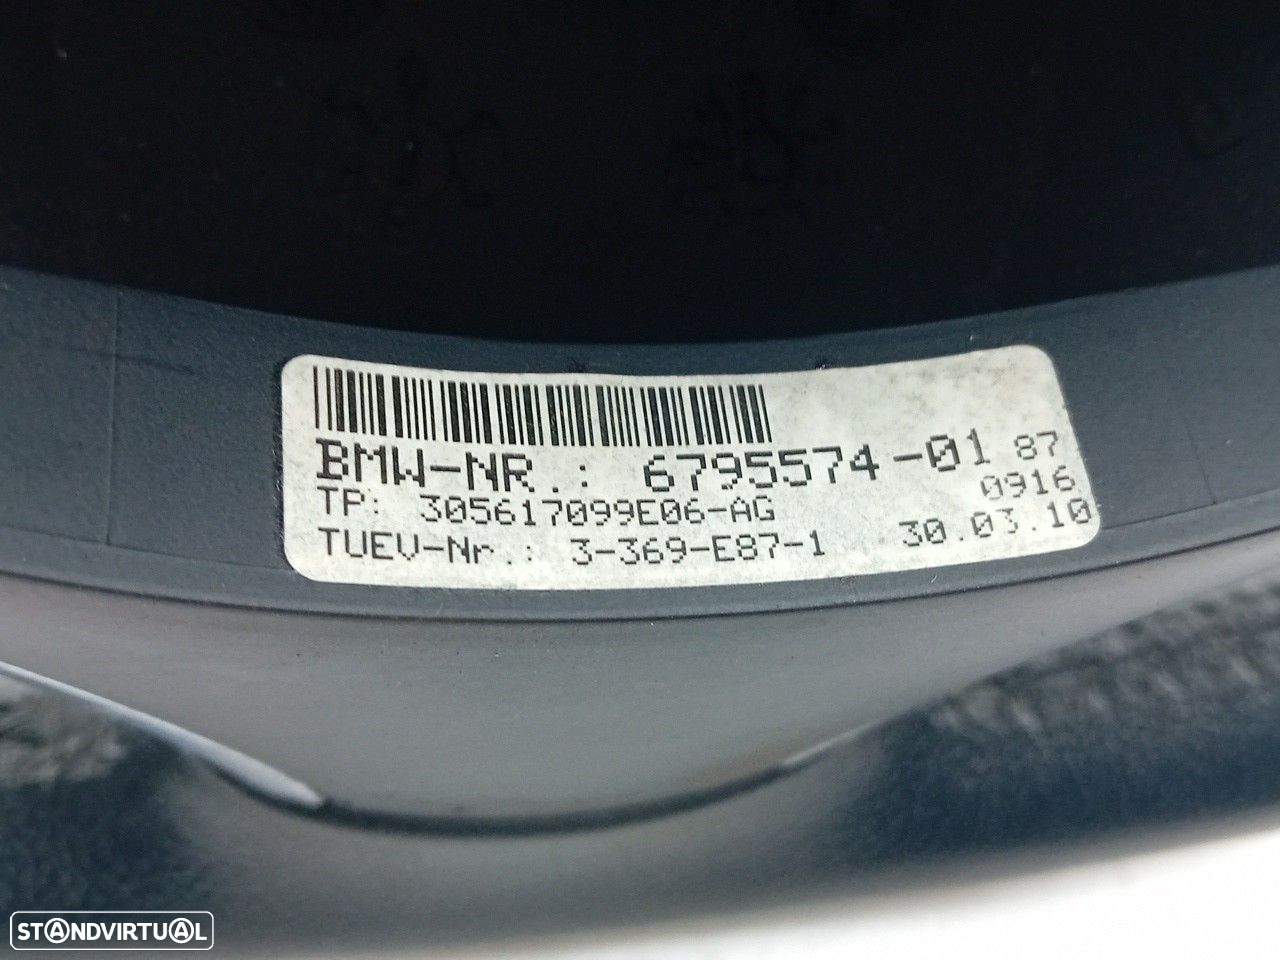 BMW-NR.: 6795574-01 87
TP: 305617099E06-AG 0916
TUEV-Nr.: 3-369-E87-1 30.03.10
STANDVIRTUAL